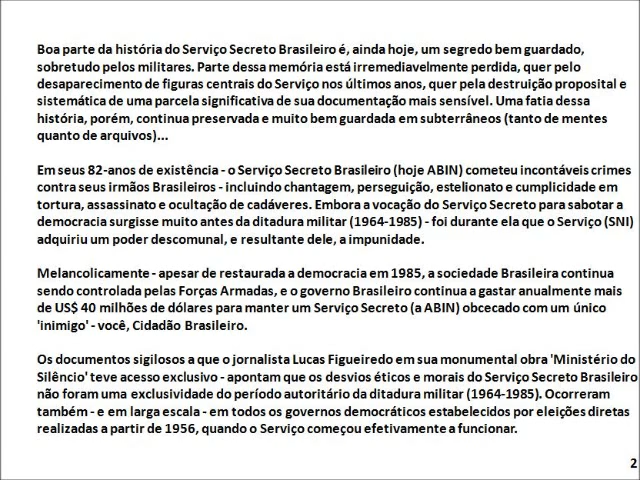 Boa parte da história do Serviço Secreto Brasileiro é, ainda hoje, um segredo bem guardado,
sobretudo pelos militares. Parte dessa memória está irremediavelmente perdida, quer pelo
desaparecimento de figuras centrais do Serviço nos últimos anos, quer pela destruição proposital e
sistemática de uma parcela significativa de sua documentação mais sensível. Uma fatia dessa
história, porém, continua preservada e muito bem guardada em subterrâneos (tanto de mentes
quanto de arquivos)...
Em seus 82-anos de existência - o Serviço Secreto Brasileiro (hoje ABIN) cometeu incontáveis crimes
contra seus irmãos Brasileiros - incluindo chantagem, perseguição, estelionato e cumplicidade em
tortura, assassinato e ocultação de cadáveres. Embora a vocação do Serviço Secreto para sabotar a
democracia surgisse muito antes da ditadura militar (1964-1985) - foi durante ela que o Serviço (SNI)
adquiriu um poder descomunal, e resultante dele, a impunidade.
Melancolicamente - apesar de restaurada a democracia em 1985, a sociedade Brasileira continua
sendo controlada pelas Forças Armadas, e o governo Brasileiro continua a gastar anualmente mais
de US$ 40 milhões de dólares para manter um Serviço Secreto (a ABIN) obcecado com um único
'inimigo' - você, Cidadão Brasileiro.
Os documentos sigilosos a que o jornalista Lucas Figueiredo em sua monumental obra 'Ministério do
Silêncio' teve acesso exclusivo - apontam que os desvios éticos e morais do Serviço Secreto Brasileiro
não foram uma exclusividade do período autoritário da ditadura militar (1964-1985). Ocorreram
também - e em larga escala - em todos os governos democráticos estabelecidos por eleições diretas
realizadas a partir de 1956, quando o Serviço começou efetivamente a funcionar.
2